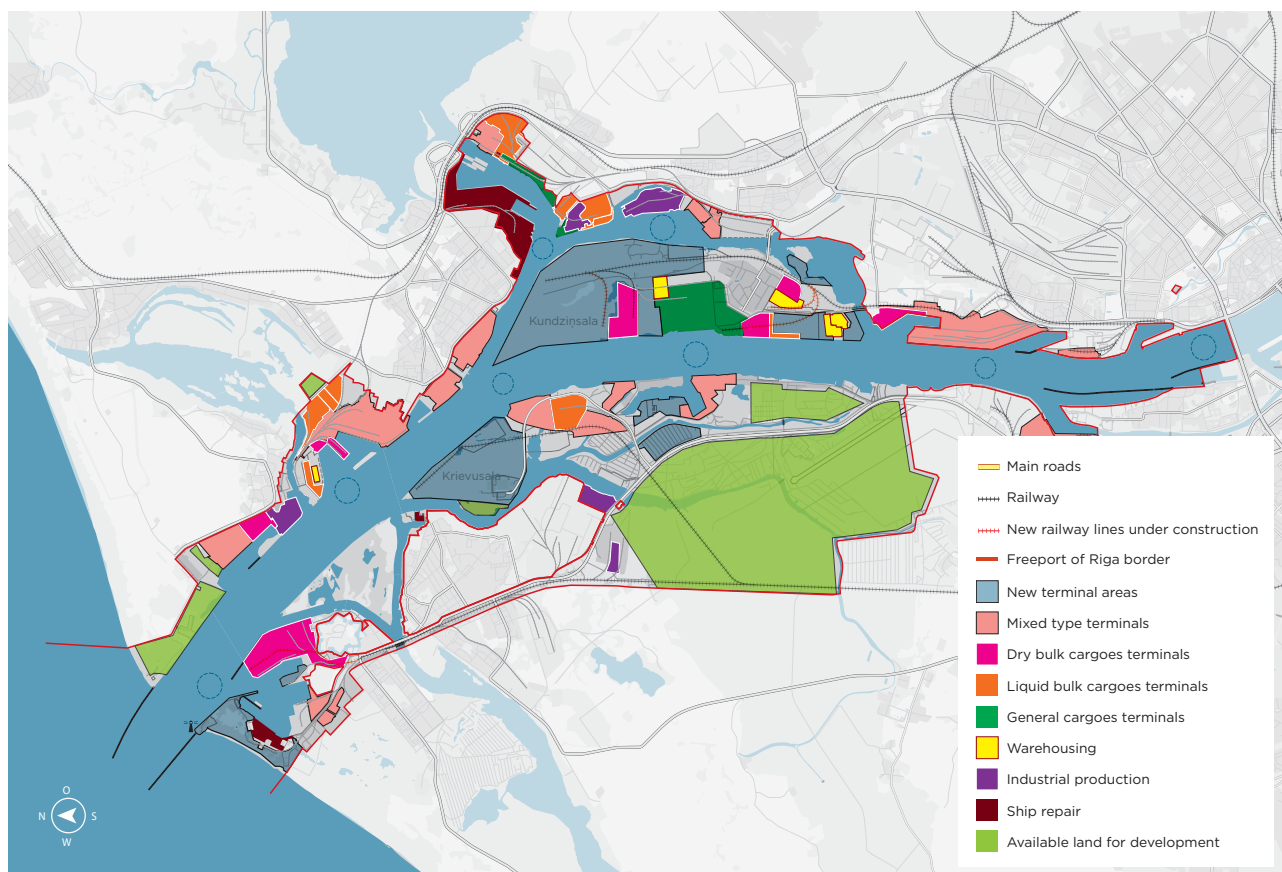 Kundziņsala
Krievusala
Main roads
Railway
New railway lines under construction
Freeport of Riga border
New terminal areas
Mixed type terminals
Dry bulk cargoes terminals
Liquid bulk cargoes terminals
General cargoes terminals
Warehousing
Industrial production
Ship repair
Available land for development
O
N S
W